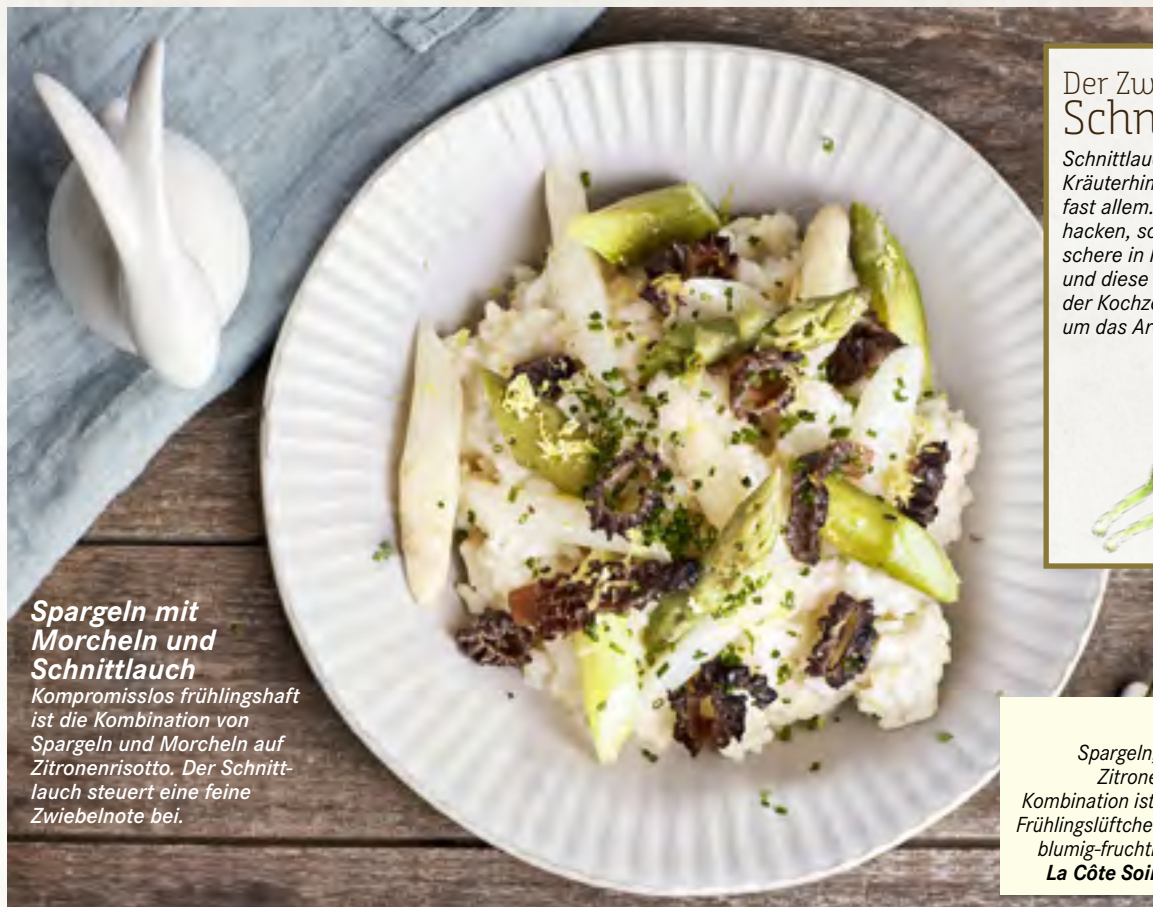 Spargeln mit
Morcheln und
Schnittlauch
Kompromisslos frühlingshaft
ist die Kombination von
Spargeln und Morcheln auf
Zitronenrisotto. Der Schnitt-
lauch steuert eine feine
Zwiebelnote bei.
Der Zw
Schn
Schnittlau
Kräuterhim
fast allem.
hacken, sc
schere in
und diese
der Kochze
um das Ar
Spargeln,
Zitrone
Kombination ist
Frühlingslüftche
blumig-frucht
La Côte Soi